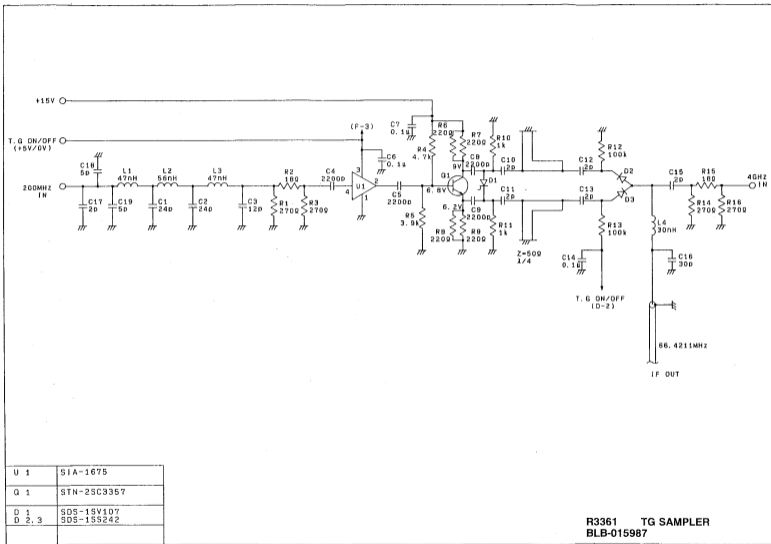 +15V
T.G ON/OFF
(+5V/0V)
C18
5p
L1
47nH
L2
56nH
L3
47nH
200MHz
IN
C17
2p
C19
5p
C1
24p
C2
24p
C3
12p
R1
270Ω
R2
18Ω
R3
270Ω
C4
2200p
(F-3)
3
C6
0.1μ
U1
4
2
1
C5
2200p
C7
0.1μ
R4
4.7k
R5
3.9k
R6
220Ω
R7
220Ω
9V
Q1
6.8V
6.2V
R8
220Ω
R9
220Ω
C8
2200p
C9
2200p
D1
R10
1k
R11
1k
C10
2p
C11
2p
Z=50Ω
λ/4
C12
2p
C13
2p
R12
100k
R13
100k
C14
0.1μ
T.G ON/OFF
(D-2)
D2
D3
L4
30nH
C16
30p
66.4211MHz
IF OUT
C15
2p
R15
18Ω
R14
270Ω
R16
270Ω
4GHz
IN
U 1 SIA-1675
Q 1 STN-2SC3357
D 1 SDS-1SV107
D 2.3 SDS-1SS242
R3361 TG SAMPLER
BLB-015987